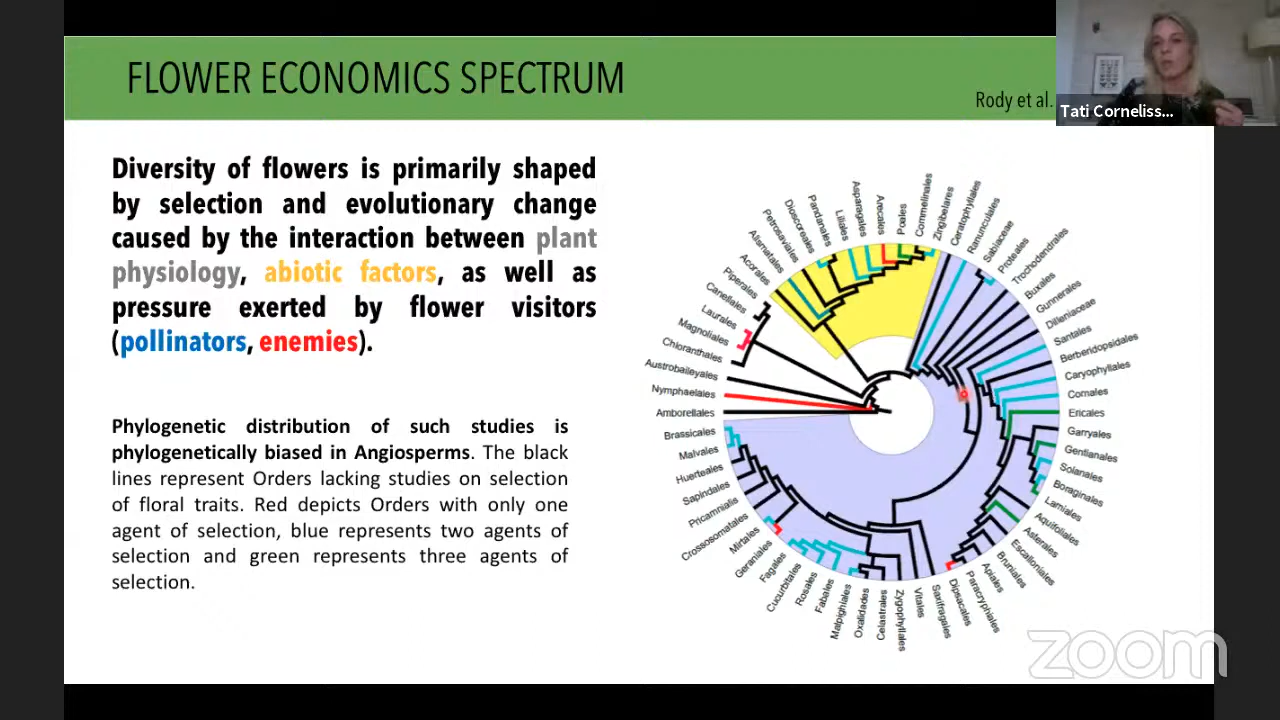 FLOWER ECONOMICS SPECTRUM
Rody et al.
Tati Corneliss...
Diversity of flowers is primarily shaped
by selection and evolutionary change
caused by the interaction between plant
physiology, abiotic factors, as well as
pressure exerted by flower visitors
(pollinators, enemies).
Phylogenetic distribution of such studies is
phylogenetically biased in Angiosperms. The black
lines represent Orders lacking studies on selection
of floral traits. Red depicts Orders with only one
agent of selection, blue represents two agents of
selection and green represents three agents of
selection.
Amborellales
Nymphaelales
Austrobaileyales
Chloranthales
Magnoliales
Laurales
Canellales
Piperales
Acorales
Alismatales
Petrosaviales
Dioscoreales
Pandanales
Liliales
Asparagales
Arecales
Poales
Commelinales
Zingibelares
Ceratophyllales
Ranunculales
Sabiaceae
Proteales
Trochodendrales
Buxales
Gunnerales
Dilleniaceae
Santales
Berberidopsidales
Caryophyllales
Cornales
Ericales
Garryales
Gentianales
Solanales
Boraginales
Lamiales
Aquifoliales
Asterales
Escalloniales
Bruniales
Apiales
Paracryphiales
Dipsacales
Saxifragales
Vitales
Zygophyllales
Celastrales
Oxalidades
Malpighiales
Fabales
Rosales
Cucurbitales
Fagales
Geraniales
Mirtales
Crossosomatales
Pricamnialis
Sapindales
Huerteales
Malvales
Brassicales
zoom